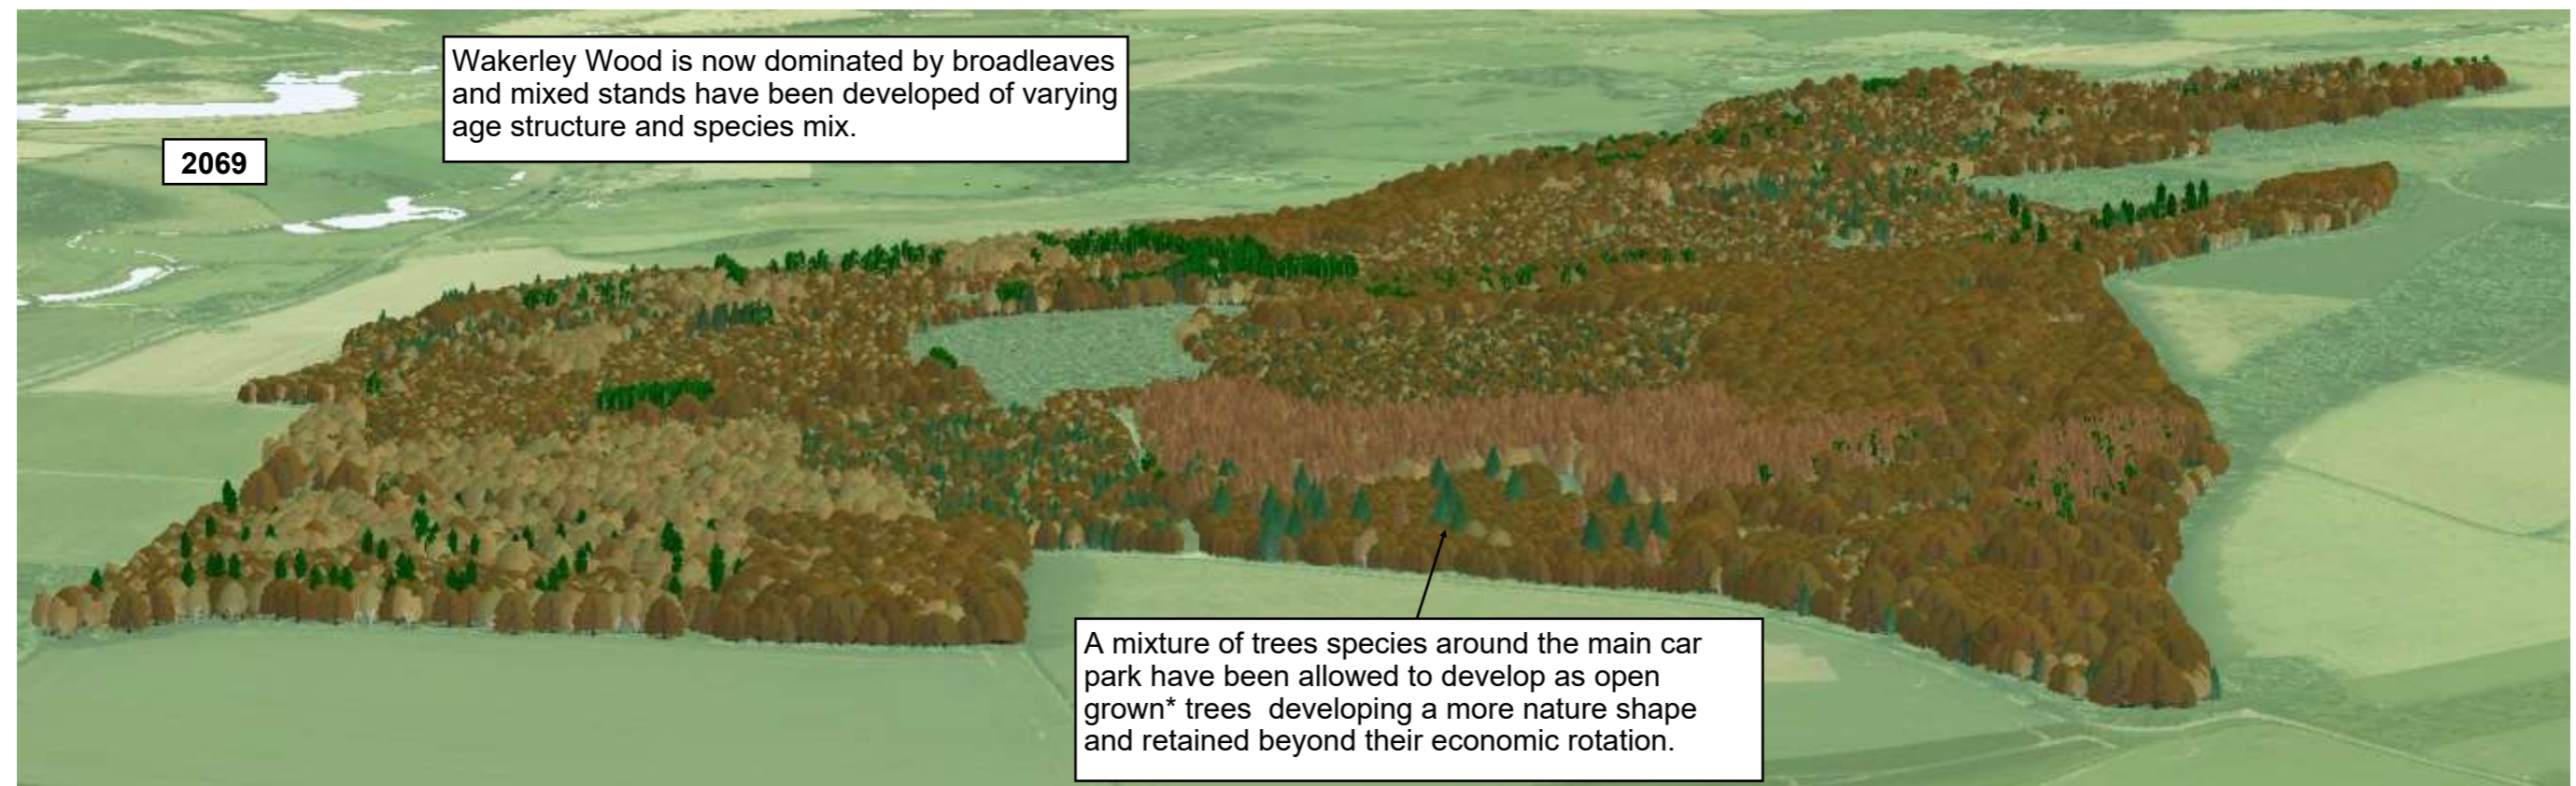 Wakerley Wood is now dominated by broadleaves
and mixed stands have been developed of varying
age structure and species mix.
2069
A mixture of trees species around the main car
park have been allowed to develop as open
grown* trees  developing a more nature shape
and retained beyond their economic rotation.